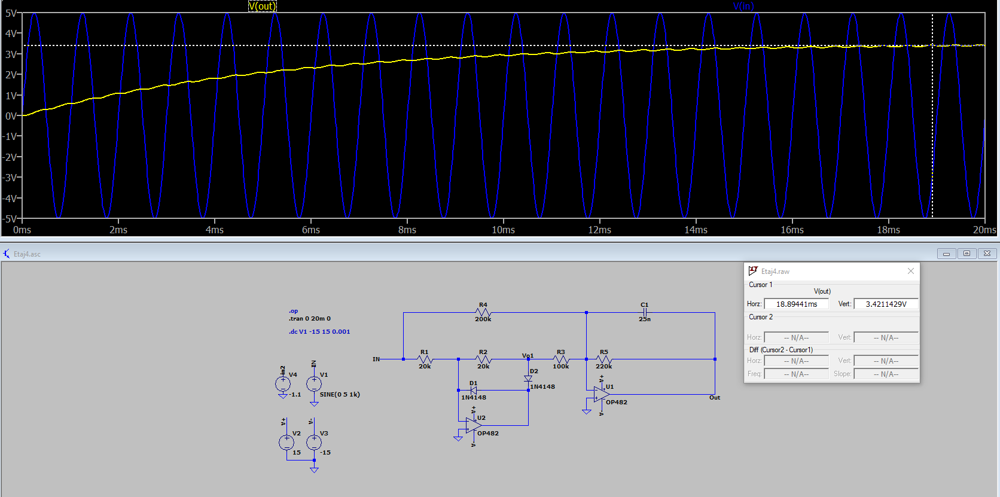 V(out)
V(in)
5V
4V
3V
2V
1V
0V
-1V
-2V
-3V
-4V
-5V
0ms
2ms
4ms
6ms
8ms
10ms
12ms
14ms
16ms
18ms
20ms
Etaj4.asc
Etaj4.raw
Cursor 1
V(out)
Horz: 18.89441ms Vert: 3.4211429V
Cursor 2
Horz: -- N/A-- Vert: -- N/A--
Diff (Cursor2 - Cursor1)
Horz: -- N/A-- Vert: -- N/A--
Freq: -- N/A-- Slope: -- N/A--
.op
.tran 0 20m 0
.dc V1 -15 15 0.001
R4
200k
C1
25n
IN
R1
20k
R2
20k
Vo1
R3
100k
R5
220k
D2
1N4148
D1
1N4148
+A
U1
OP482
-A
Out
+A
U2
OP482
-A
in2
V4
-1.1
IN
V1
SINE(0 5 1k)
+A
V2
15
-A
V3
-15